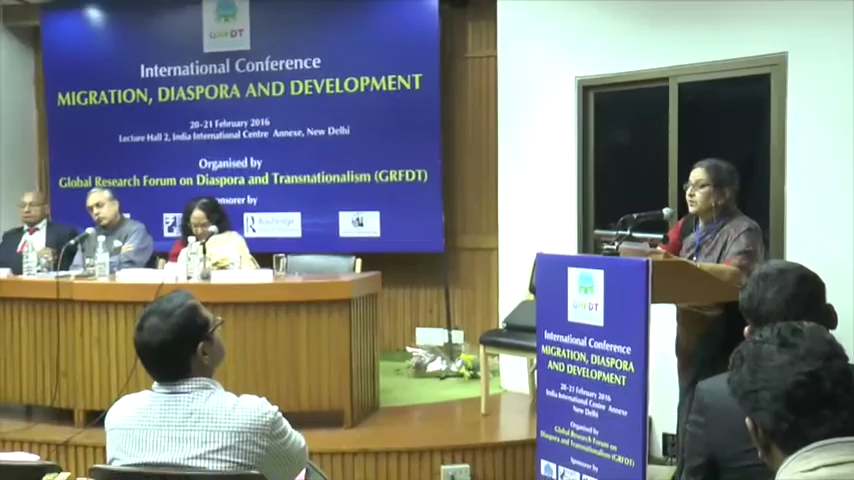 GRFDT
International Conference
MIGRATION, DIASPORA AND DEVELOPMENT
20-21 February 2016
Lecture Hall 2, India International Centre Annexe, New Delhi
Organised by
Global Research Forum on Diaspora and Transnationalism (GRFDT)
Sponsorer by
Routledge
GRFDT
International Conference
MIGRATION, DIASPORA
AND DEVELOPMENT
20-21 February, 2016
India International Centre, Annexe
New Delhi
Organised by
Global Research Forum on
Diaspora and Transnationalism (GRFDT)
Sponsorer by